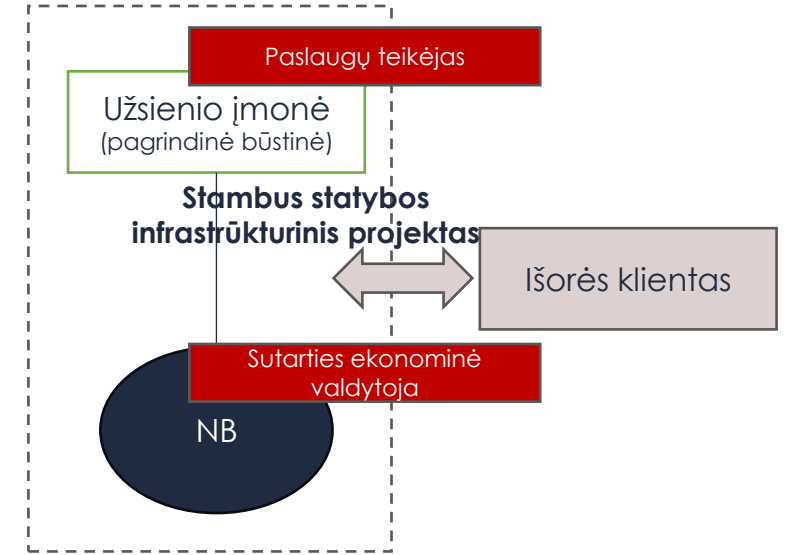 Paslaugų teikėjas
Užsienio įmonė
(pagrindinė būstinė)
Stambus statybos
infrastrūkturinis projektas
Išorės klientas
Sutarties ekonominė
valdytoja
NB